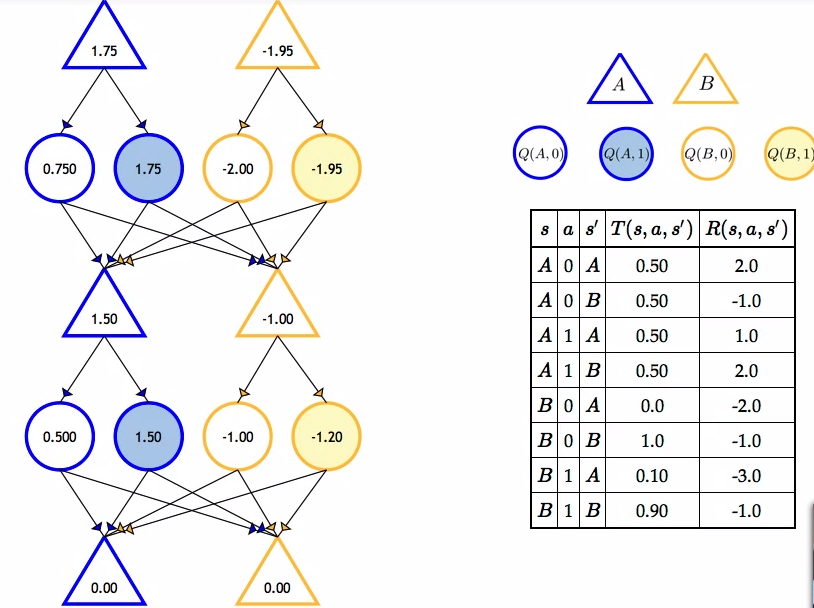 1.75 -1.95
A B
0.750 1.75 -2.00 -1.95
Q(A, 0) Q(A, 1) Q(B, 0) Q(B, 1)
1.50 -1.00
0.500 1.50 -1.00 -1.20
0.00 0.00
s a s′ T(s, a, s′) R(s, a, s′)
A 0 A 0.50 2.0
A 0 B 0.50 -1.0
A 1 A 0.50 1.0
A 1 B 0.50 2.0
B 0 A 0.0 -2.0
B 0 B 1.0 -1.0
B 1 A 0.10 -3.0
B 1 B 0.90 -1.0